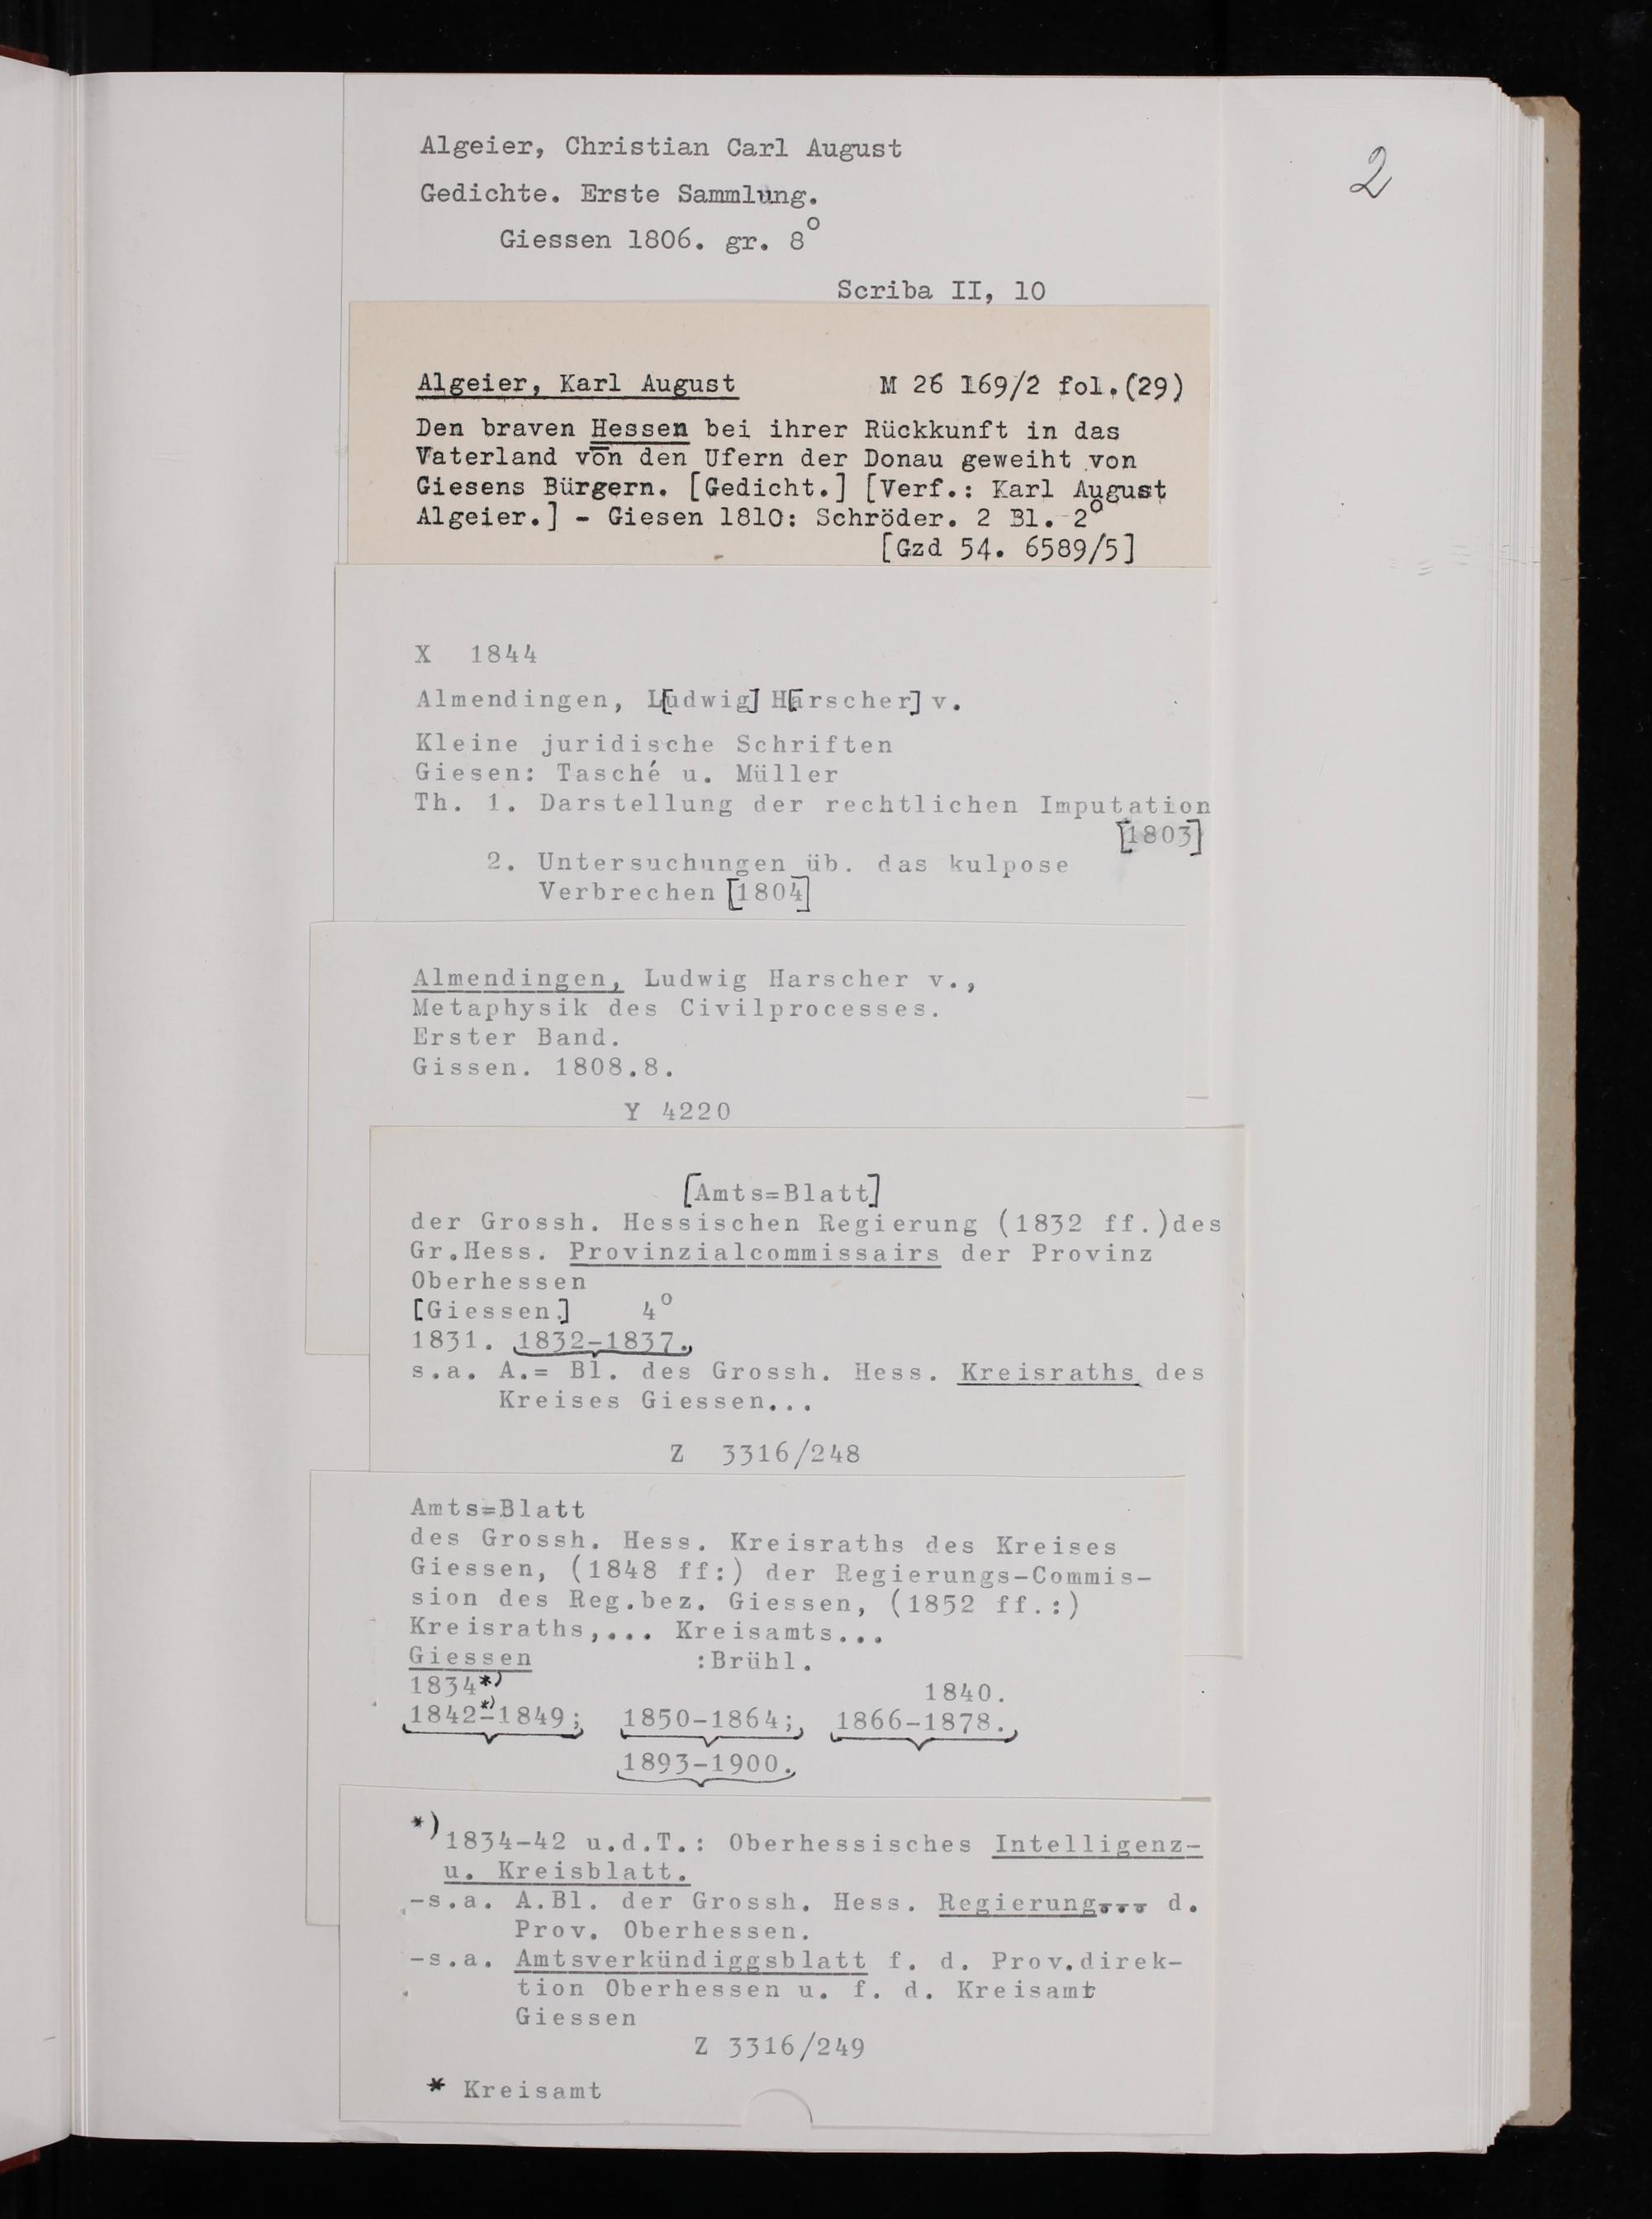 2
Algeier, Christian Carl August
Gedichte. Erste Sammlung.
Giessen 1806. gr. 8°
Scriba II, 10
Algeier, Karl August M 26 169/2 fol.(29)
Den braven Hessen bei ihrer Rückkunft in das
Vaterland von den Ufern der Donau geweiht von
Giesens Bürgern. [Gedicht.] [Verf.: Karl August
Algeier.] - Giesen 1810: Schröder. 2 Bl. 2°
[Gzd 54. 6589/5]
X 1844
Almendingen, L[udwig] H[arscher] v.
Kleine juridische Schriften
Giesen: Tasché u. Müller
Th. 1. Darstellung der rechtlichen Imputation
[1803]
2. Untersuchungen üb. das kulpose
Verbrechen [1804]
Almendingen, Ludwig Harscher v.,
Metaphysik des Civilprocesses.
Erster Band.
Gissen. 1808.8.
Y 4220
[Amts=Blatt]
der Grossh. Hessischen Regierung (1832 ff.)des
Gr.Hess. Provinzialcommissairs der Provinz
Oberhessen
[Giessen.] 4°
1831. 1832-1837.
s.a. A.= Bl. des Grossh. Hess. Kreisraths des
Kreises Giessen...
Z 3316/248
Amts=Blatt
des Grossh. Hess. Kreisraths des Kreises
Giessen, (1848 ff:) der Regierungs-Commis-
sion des Reg.bez. Giessen, (1852 ff.:)
Kreisraths,... Kreisamts...
Giessen :Brühl.
1834*) 1840.
1842*)-1849; 1850-1864; 1866-1878.
1893-1900.
*) 1834-42 u.d.T.: Oberhessisches Intelligenz-
u. Kreisblatt.
-s.a. A.Bl. der Grossh. Hess. Regierung... d.
Prov. Oberhessen.
-s.a. Amtsverkündiggsblatt f. d. Prov.direk-
tion Oberhessen u. f. d. Kreisamt
Giessen
Z 3316/249
* Kreisamt